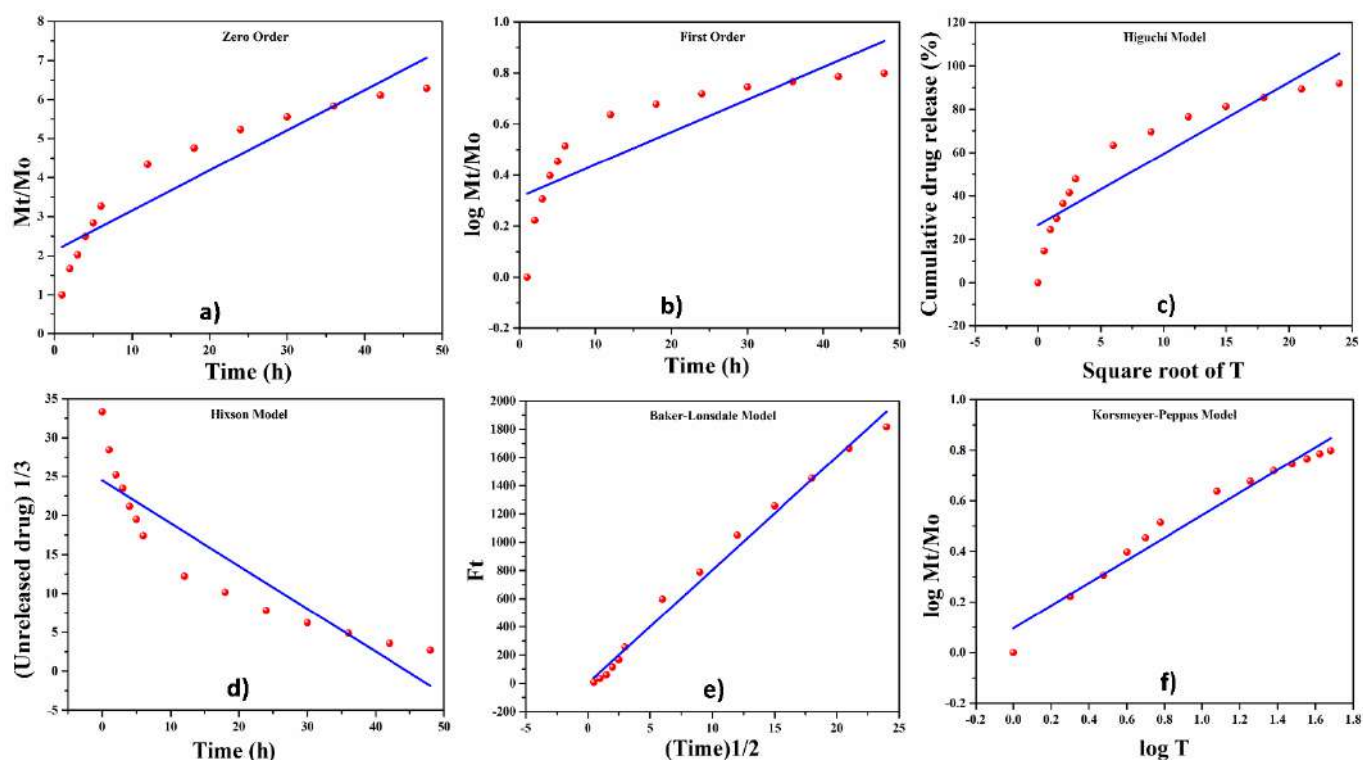 Zero Order
Mt/Mo
8
7
6
5
4
3
2
1
0
0 10 20 30 40 50
a)
Time (h)
First Order
log Mt/Mo
1.0
0.8
0.6
0.4
0.2
0.0
0.2
0 10 20 30 40 50
b)
Time (h)
Higuchi Model
Cumulative drug release (%)
120
100
80
60
40
20
0
-20
-5 0 5 10 15 20 25
c)
Square root of T
Hixson Model
(Unreleased drug) 1/3
35
30
25
20
15
10
5
0
-5
0 10 20 30 40 50
d)
Time (h)
Baker-Lonsdale Model
Ft
2000
1800
1600
1400
1200
1000
800
600
400
200
0
-200
0 5 10 15 20 25
e)
(Time)1/2
Korsmeyer-Peppas Model
log Mt/Mo
1.0
0.8
0.6
0.4
0.2
0.0
-0.2
-0.2 0.0 0.2 0.4 0.6 0.8 1.0 1.2 1.4 1.6 1.8
f)
log T